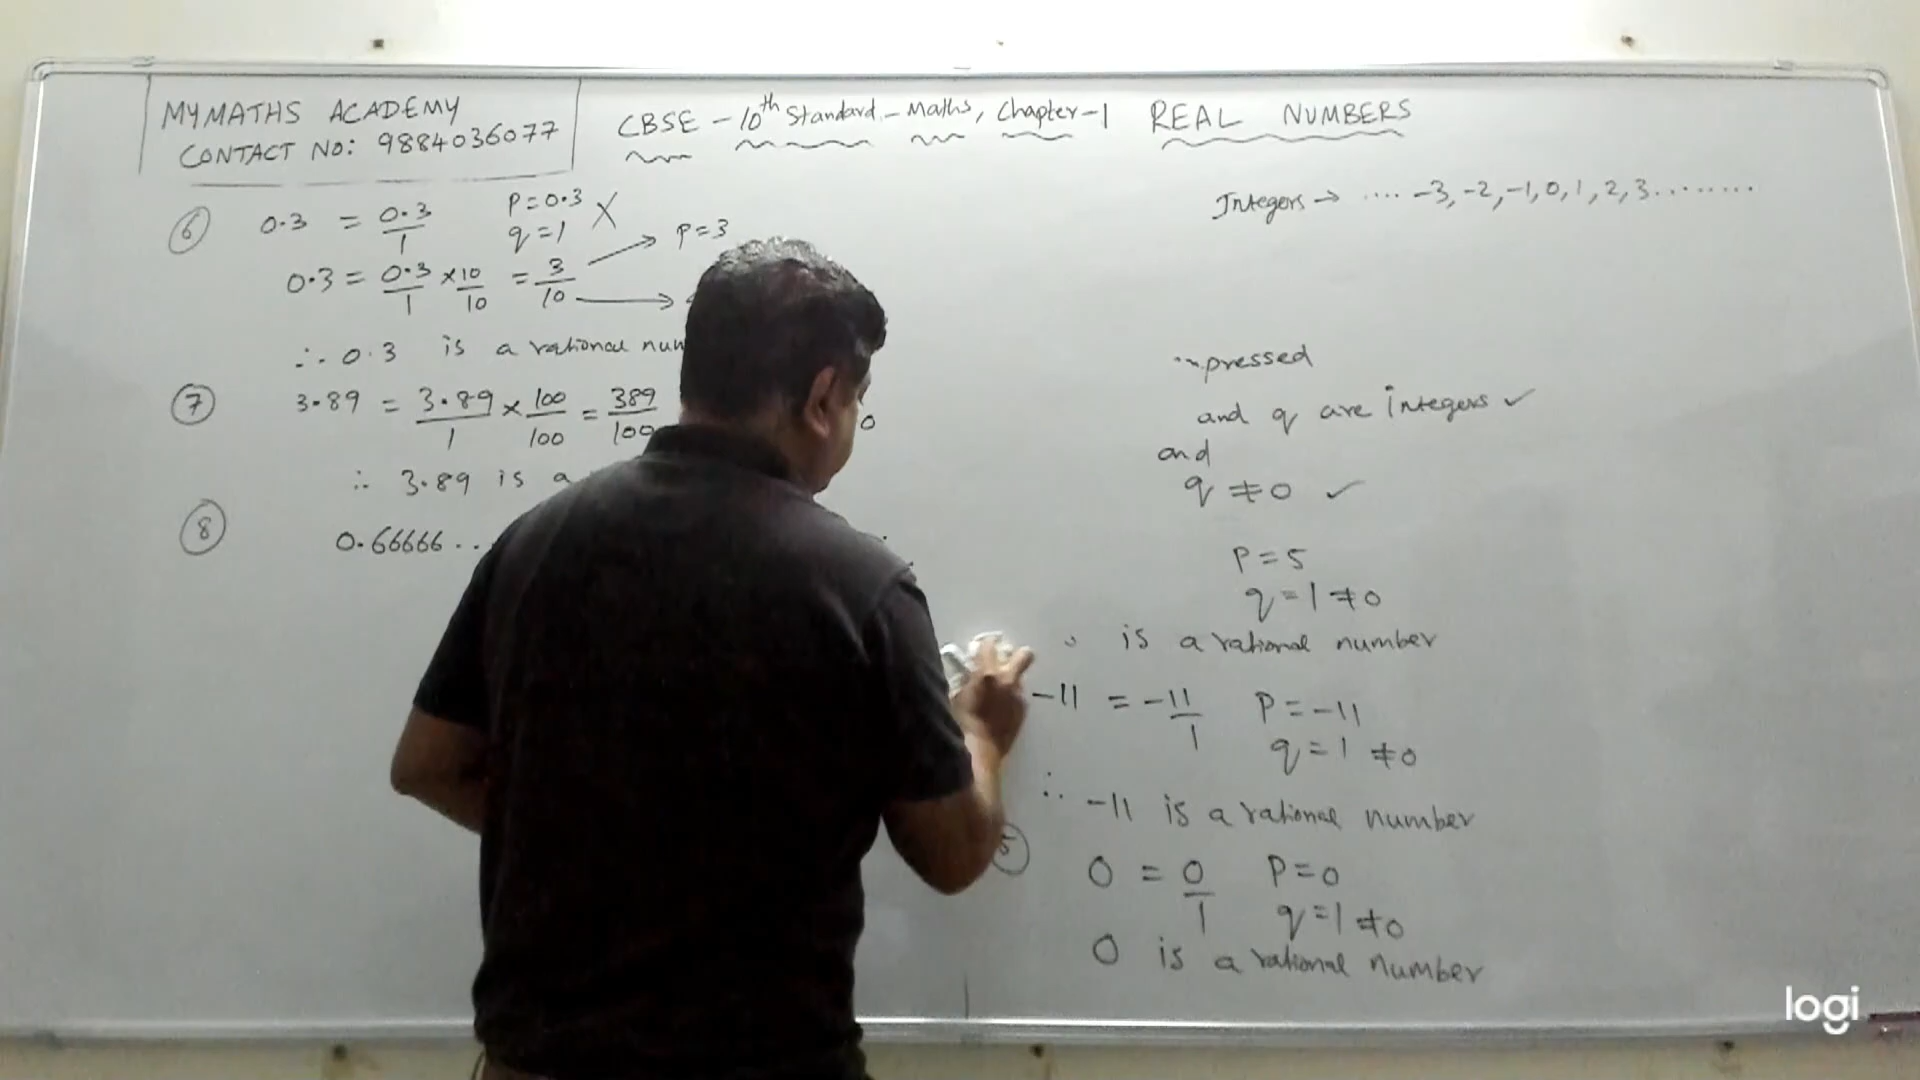 MYMATHS ACADEMY
CONTACT NO: 9884036077
CBSE - 10th Standard - Maths, Chapter-1 REAL NUMBERS
⑥ 0.3 = 0.3/1 P=0.3 ╳
q=1
0.3 = 0.3/1 × 10/10 = 3/10 → P=3
→
∴ 0.3 is a rational
⑦ 3.89 = 3.89/1 × 100/100 = 389/100
∴ 3.89 is a
⑧ 0.66666..
Integers → .... -3, -2, -1, 0, 1, 2, 3........
and q are integers ✓
and
q ≠ 0 ✓
P = 5
q = 1 ≠ 0
is a rational number
-11 = -11/1 P = -11
q = 1 ≠ 0
∴ -11 is a rational number
⑤ 0 = 0/1 P = 0
q = 1 ≠ 0
0 is a rational number
logi